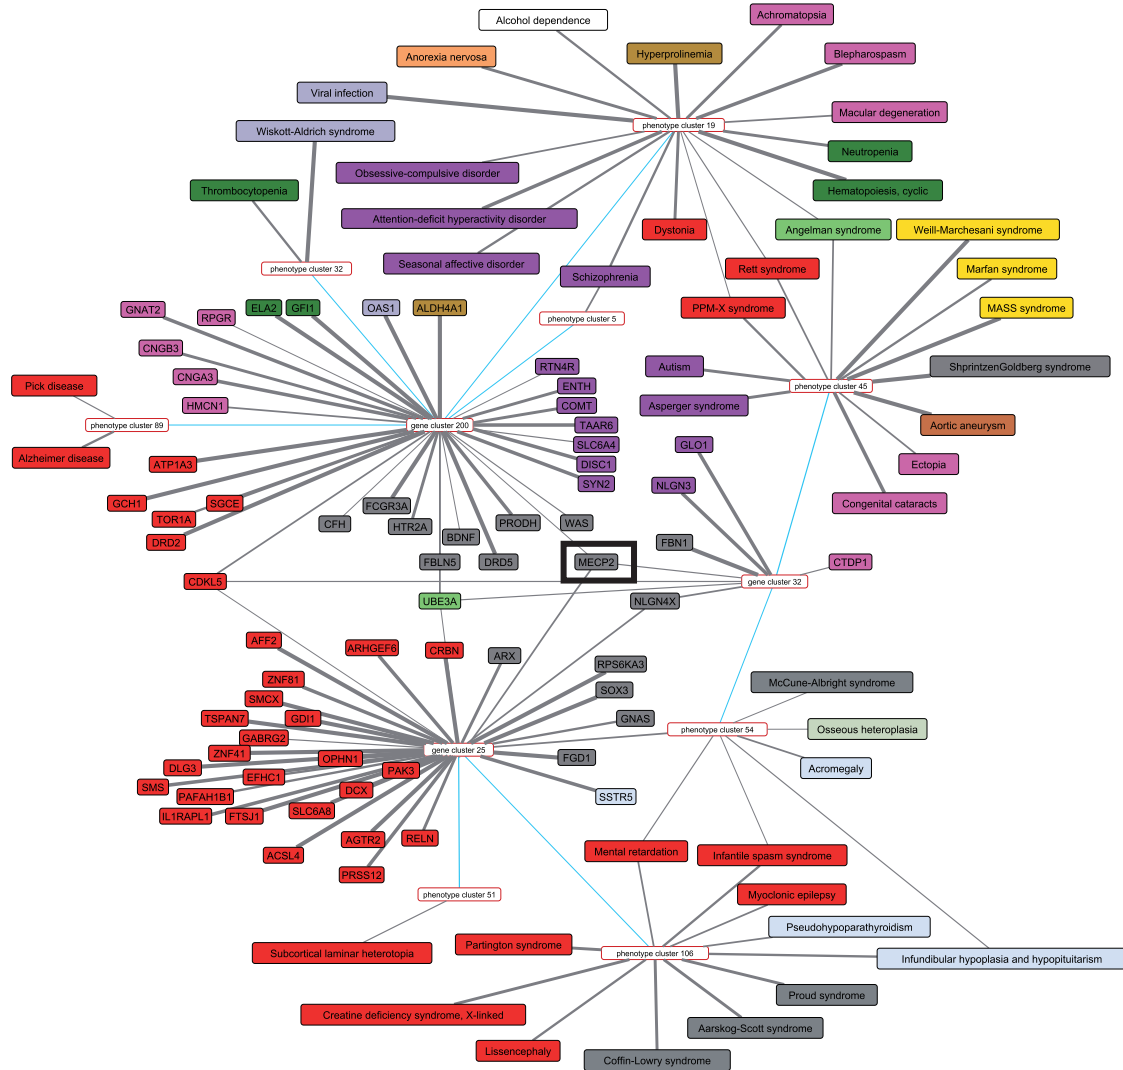 Achromatopsia
Alcohol dependence
Anorexia nervosa
Hyperprolinemia
Blepharospasm
Viral infection
Macular degeneration
phenotype cluster 19
Wiskott-Aldrich syndrome
Neutropenia
Obsessive-compulsive disorder
Thrombocytopenia
Hematopoiesis, cyclic
Attention-deficit hyperactivity disorder
Dystonia
Angelman syndrome
Weill-Marchesani syndrome
Seasonal affective disorder
phenotype cluster 32
Schizophrenia
Rett syndrome
Marfan syndrome
GNAT2
RPGR
ELA2
GFI1
OAS1
ALDH4A1
PPM-X syndrome
MASS syndrome
phenotype cluster 5
CNGB3
RTN4R
Autism
ShprintzenGoldberg syndrome
CNGA3
ENTH
phenotype cluster 45
Pick disease
HMCN1
COMT
Asperger syndrome
phenotype cluster 89
gene cluster 200
TAAR6
Aortic aneurysm
SLC6A4
GLO1
Alzheimer disease
ATP1A3
DISC1
Ectopia
SYN2
NLGN3
GCH1
SGCE
FCGR3A
Congenital cataracts
TOR1A
CFH
HTR2A
BDNF
PRODH
WAS
DRD2
FBN1
FBLN5
DRD5
MECP2
CTDP1
CDKL5
gene cluster 32
UBE3A
NLGN4X
AFF2
ARHGEF6
CRBN
ARX
RPS6KA3
ZNF81
McCune-Albright syndrome
SMCX
SOX3
TSPAN7
GDI1
GNAS
GABRG2
phenotype cluster 54
Osseous heteroplasia
ZNF41
OPHN1
gene cluster 25
FGD1
DLG3
EFHC1
PAK3
Acromegaly
SMS
PAFAH1B1
DCX
SSTR5
IL1RAPL1
FTSJ1
SLC6A8
AGTR2
RELN
ACSL4
Mental retardation
Infantile spasm syndrome
PRSS12
phenotype cluster 51
Myoclonic epilepsy
Pseudohypoparathyroidism
Subcortical laminar heterotopia
Partington syndrome
phenotype cluster 106
Infundibular hypoplasia and hypopituitarism
Proud syndrome
Creatine deficiency syndrome, X-linked
Aarskog-Scott syndrome
Lissencephaly
Coffin-Lowry syndrome